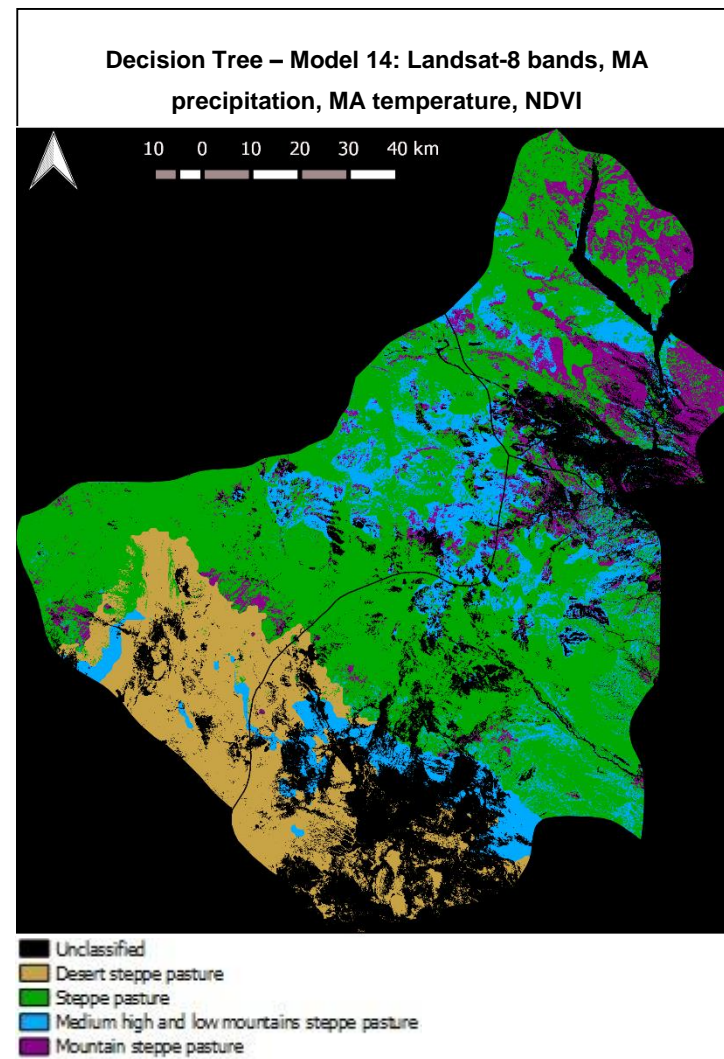 Decision Tree – Model 14: Landsat-8 bands, MA
precipitation, MA temperature, NDVI
10 0 10 20 30 40 km
Unclassified
Desert steppe pasture
Steppe pasture
Medium high and low mountains steppe pasture
Mountain steppe pasture